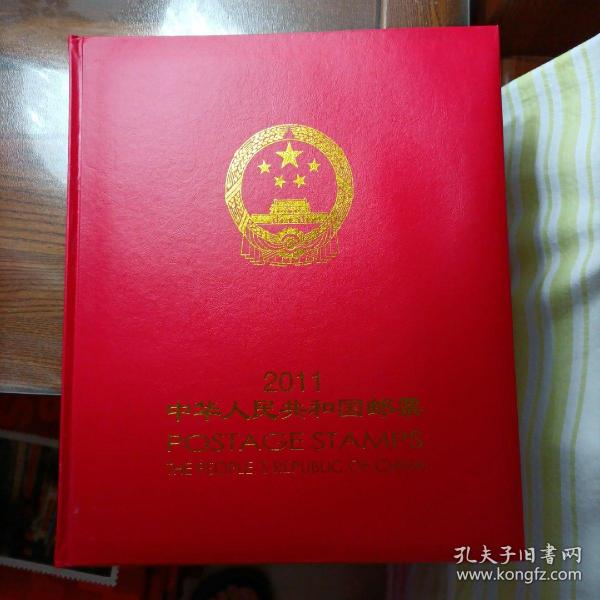 2011
中华人民共和国邮票
POSTAGE STAMPS
THE PEOPLE'S REPUBLIC OF CHINA
孔夫子旧書网
www.kongfz.com